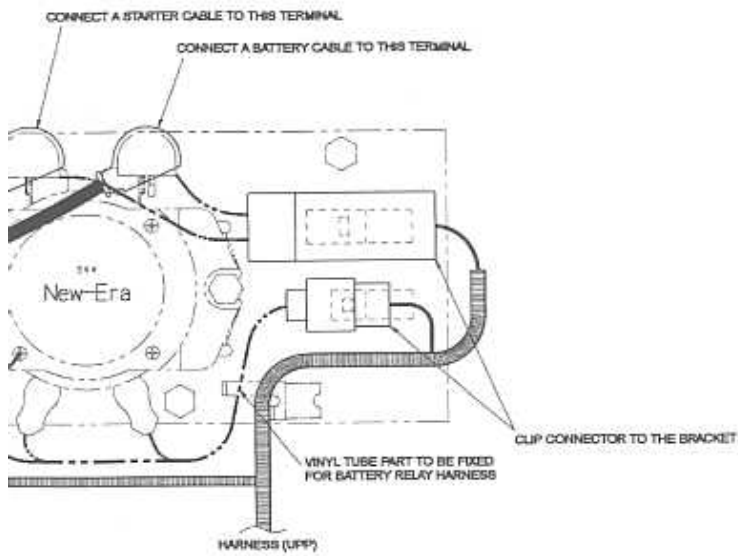 CONNECT A STARTER CABLE TO THIS TERMINAL
CONNECT A BATTERY CABLE TO THIS TERMINAL
New-Era
CLIP CONNECTOR TO THE BRACKET
VINYL TUBE PART TO BE FIXED
FOR BATTERY RELAY HARNESS
HARNESS (UPP)